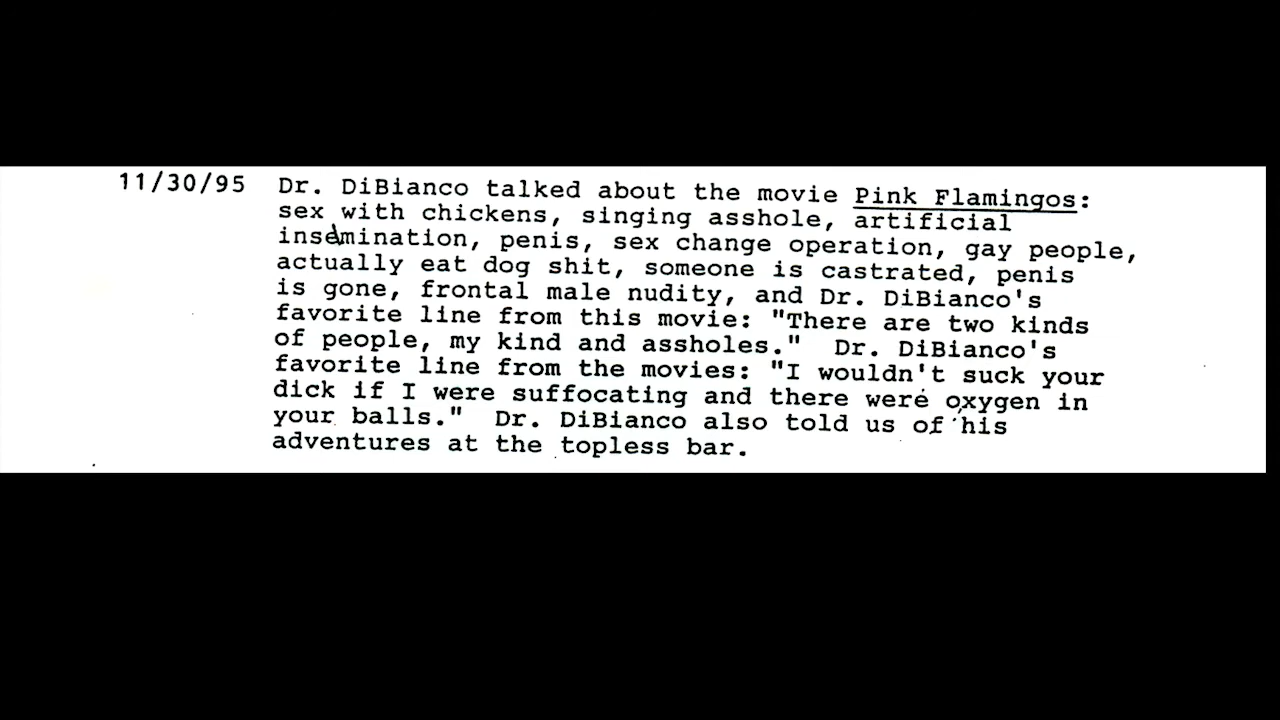 11/30/95 Dr. DiBianco talked about the movie Pink Flamingos:
sex with chickens, singing asshole, artificial
insemination, penis, sex change operation, gay people,
actually eat dog shit, someone is castrated, penis
is gone, frontal male nudity, and Dr. DiBianco's
favorite line from this movie: "There are two kinds
of people, my kind and assholes." Dr. DiBianco's
favorite line from the movies: "I wouldn't suck your
dick if I were suffocating and there were oxygen in
your balls." Dr. DiBianco also told us of his
adventures at the topless bar.